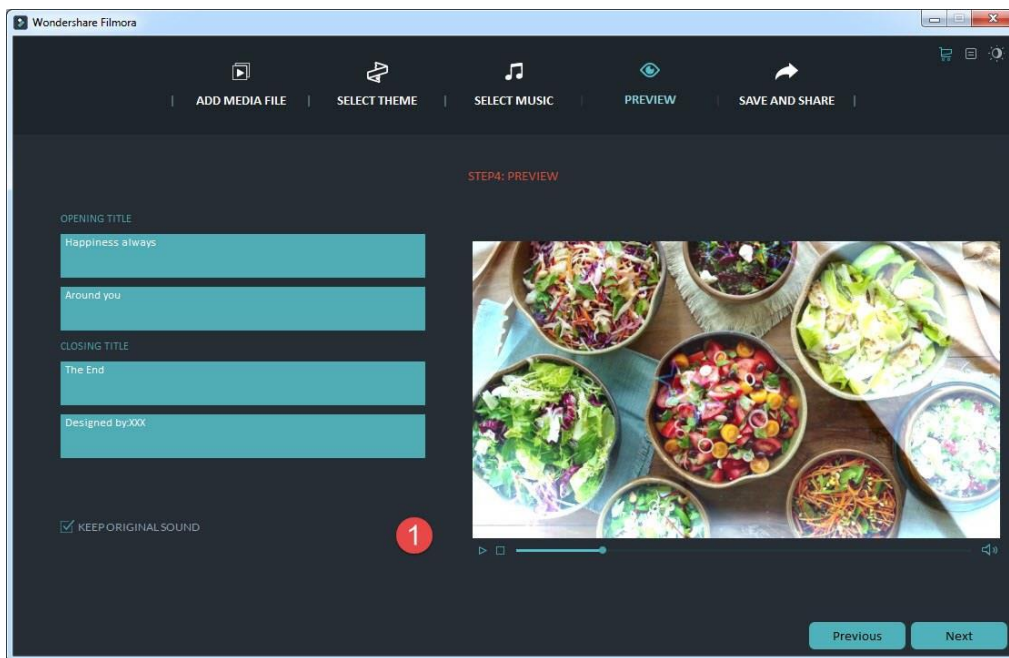 Wondershare Filmora
ADD MEDIA FILE | SELECT THEME | SELECT MUSIC | PREVIEW | SAVE AND SHARE
STEP4: PREVIEW
OPENING TITLE
Happiness always
Around you
CLOSING TITLE
The End
Designed by:XXX
KEEP ORIGINAL SOUND
1
Previous
Next